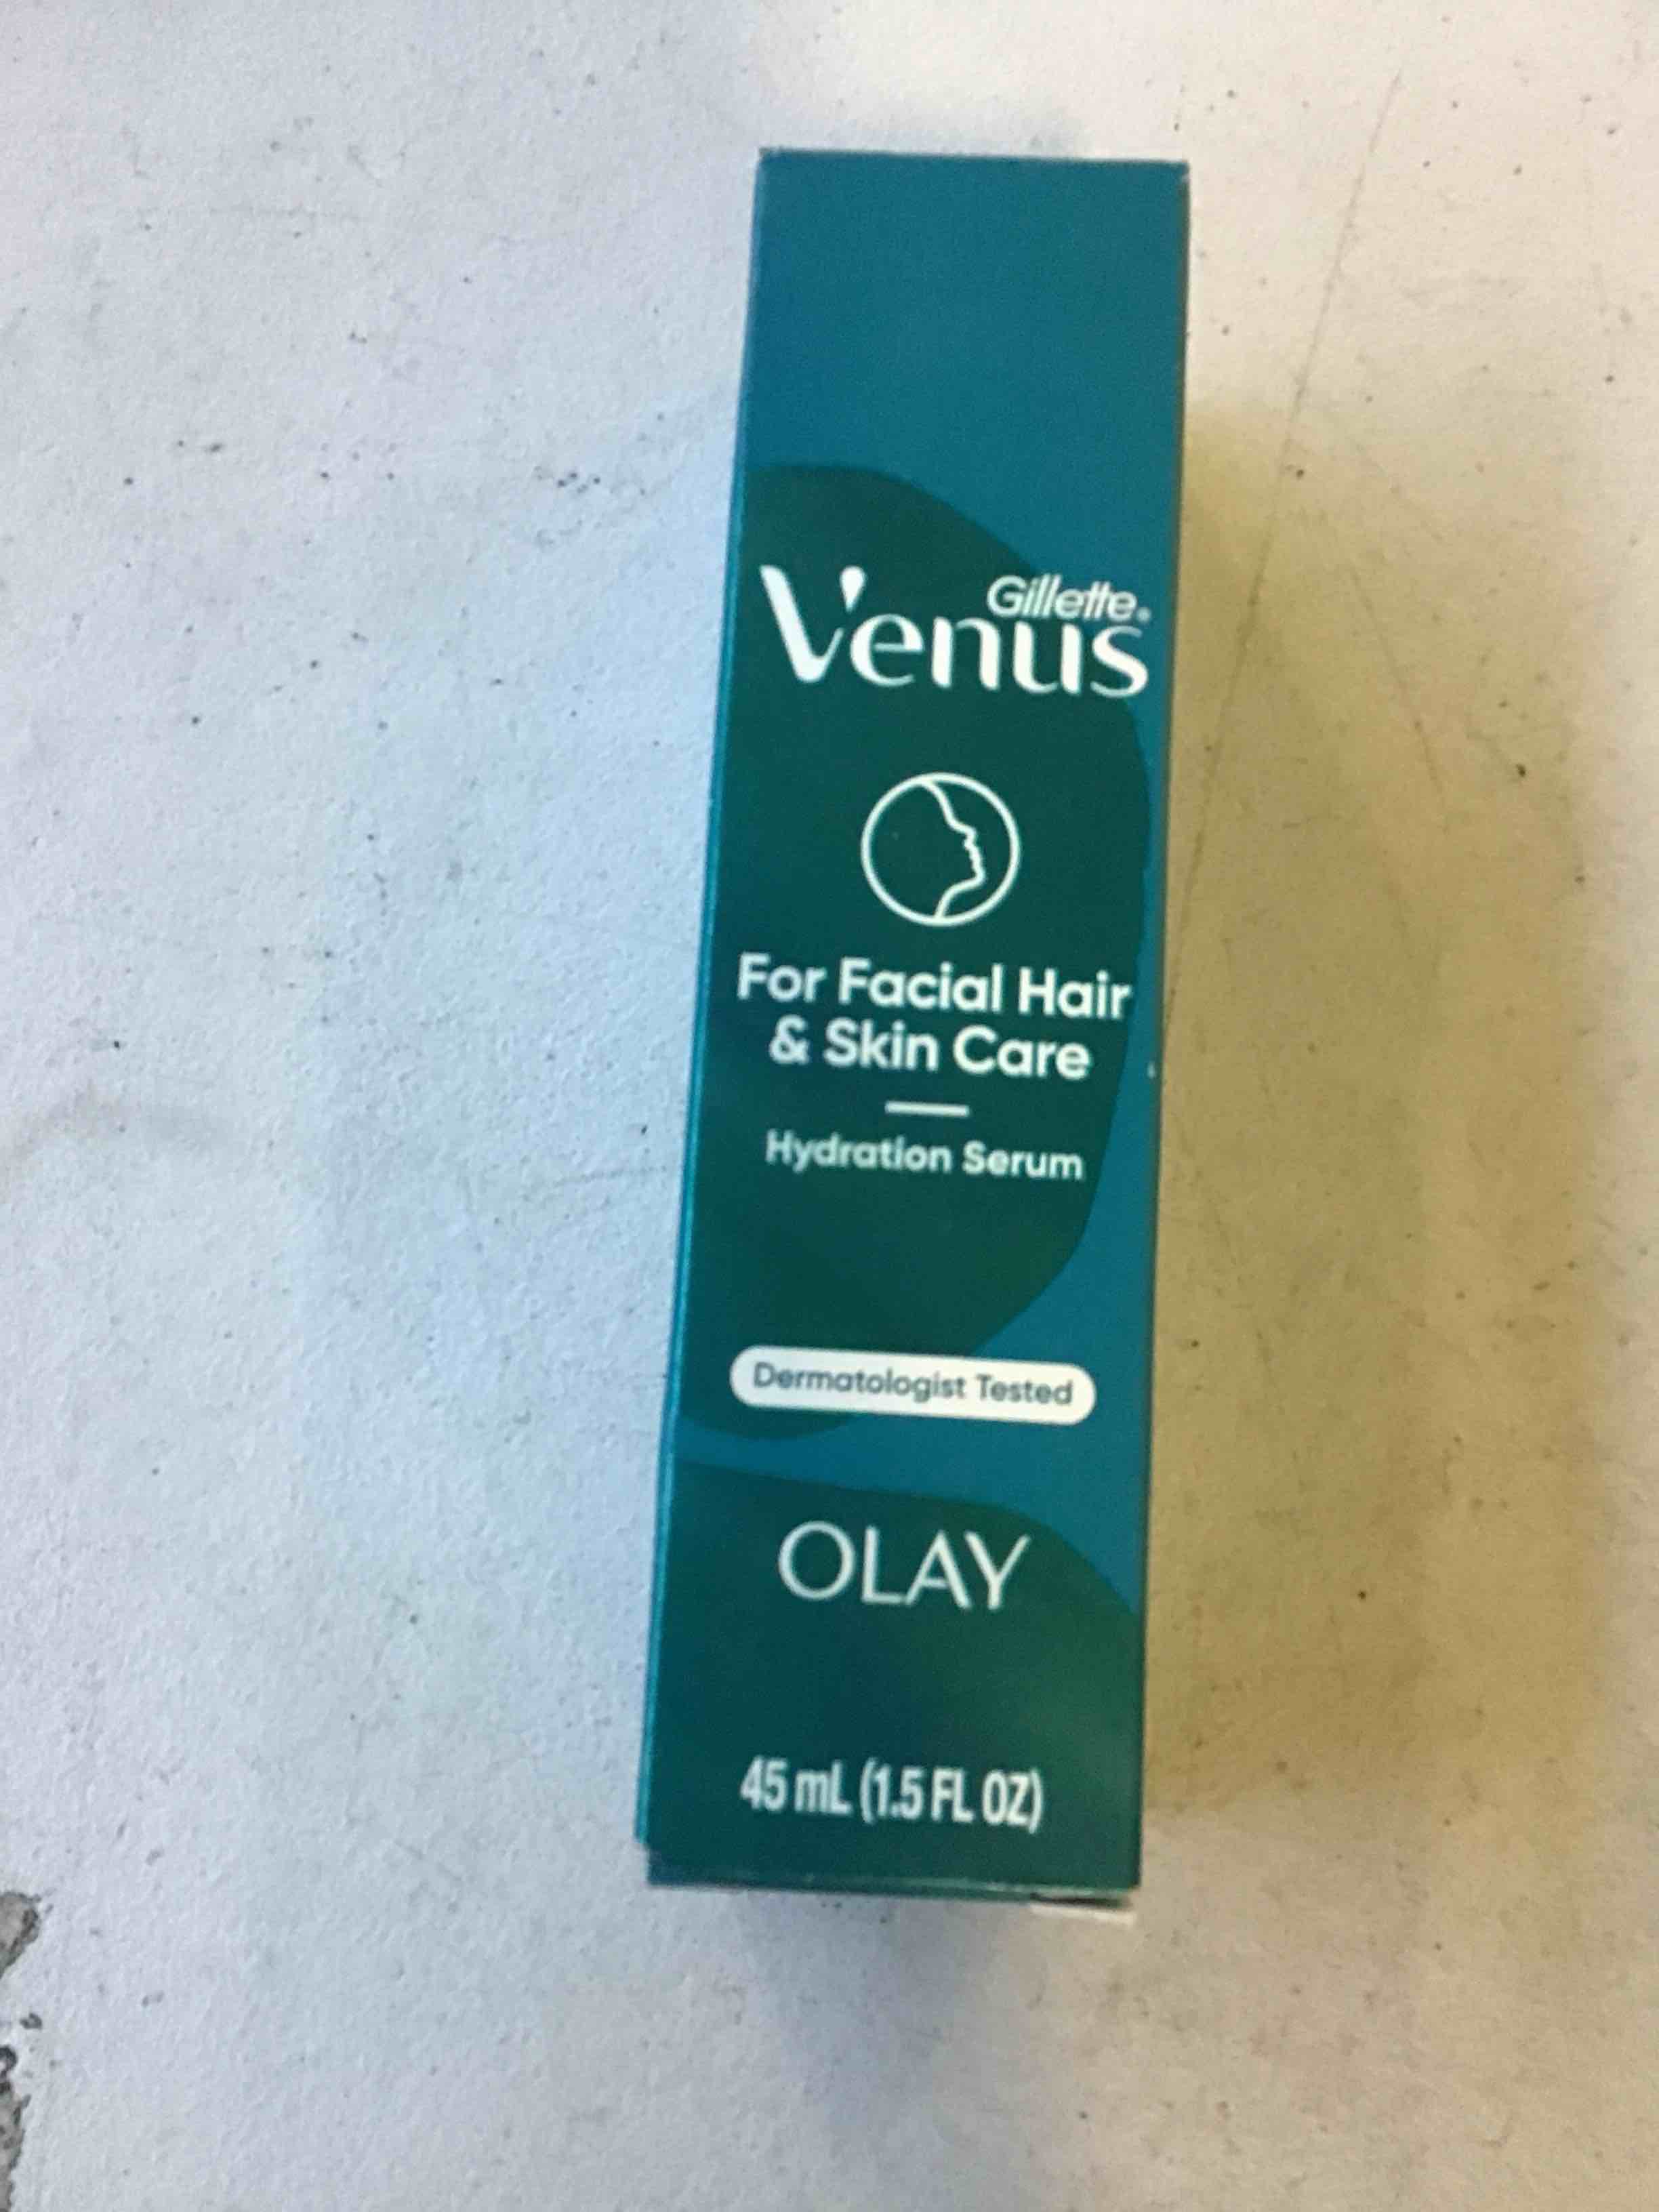 Gillette®
Venus
For Facial Hair
& Skin Care
Hydration Serum
Dermatologist Tested
OLAY
45 mL (1.5 FL OZ)